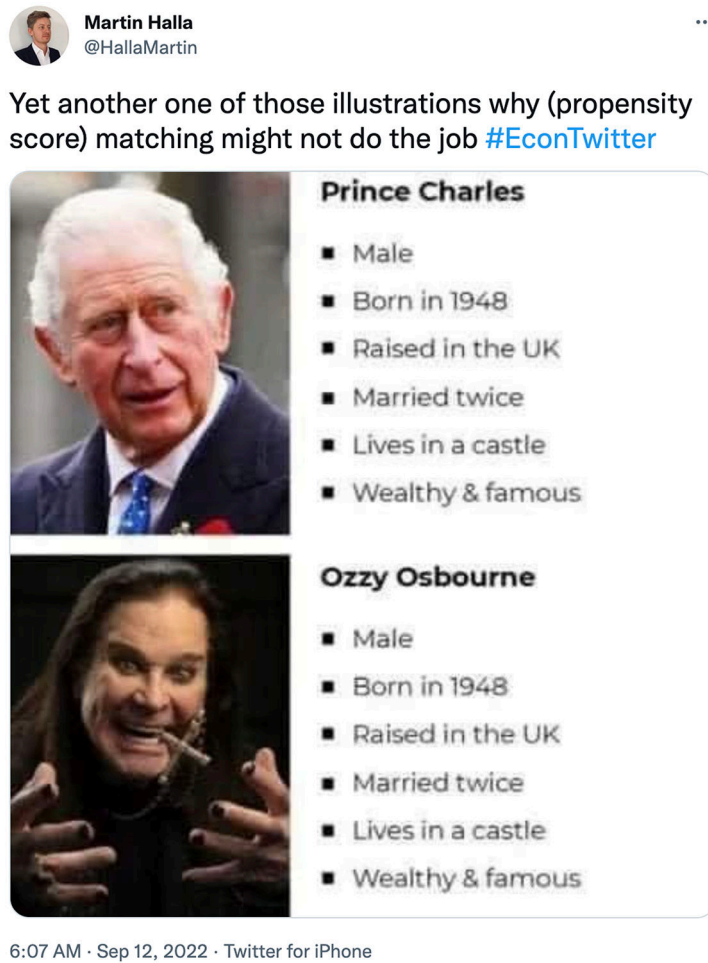 Martin Halla
@HallaMartin
Yet another one of those illustrations why (propensity
score) matching might not do the job #EconTwitter
Prince Charles
▪ Male
▪ Born in 1948
▪ Raised in the UK
▪ Married twice
▪ Lives in a castle
▪ Wealthy & famous
Ozzy Osbourne
▪ Male
▪ Born in 1948
▪ Raised in the UK
▪ Married twice
▪ Lives in a castle
▪ Wealthy & famous
6:07 AM · Sep 12, 2022 · Twitter for iPhone